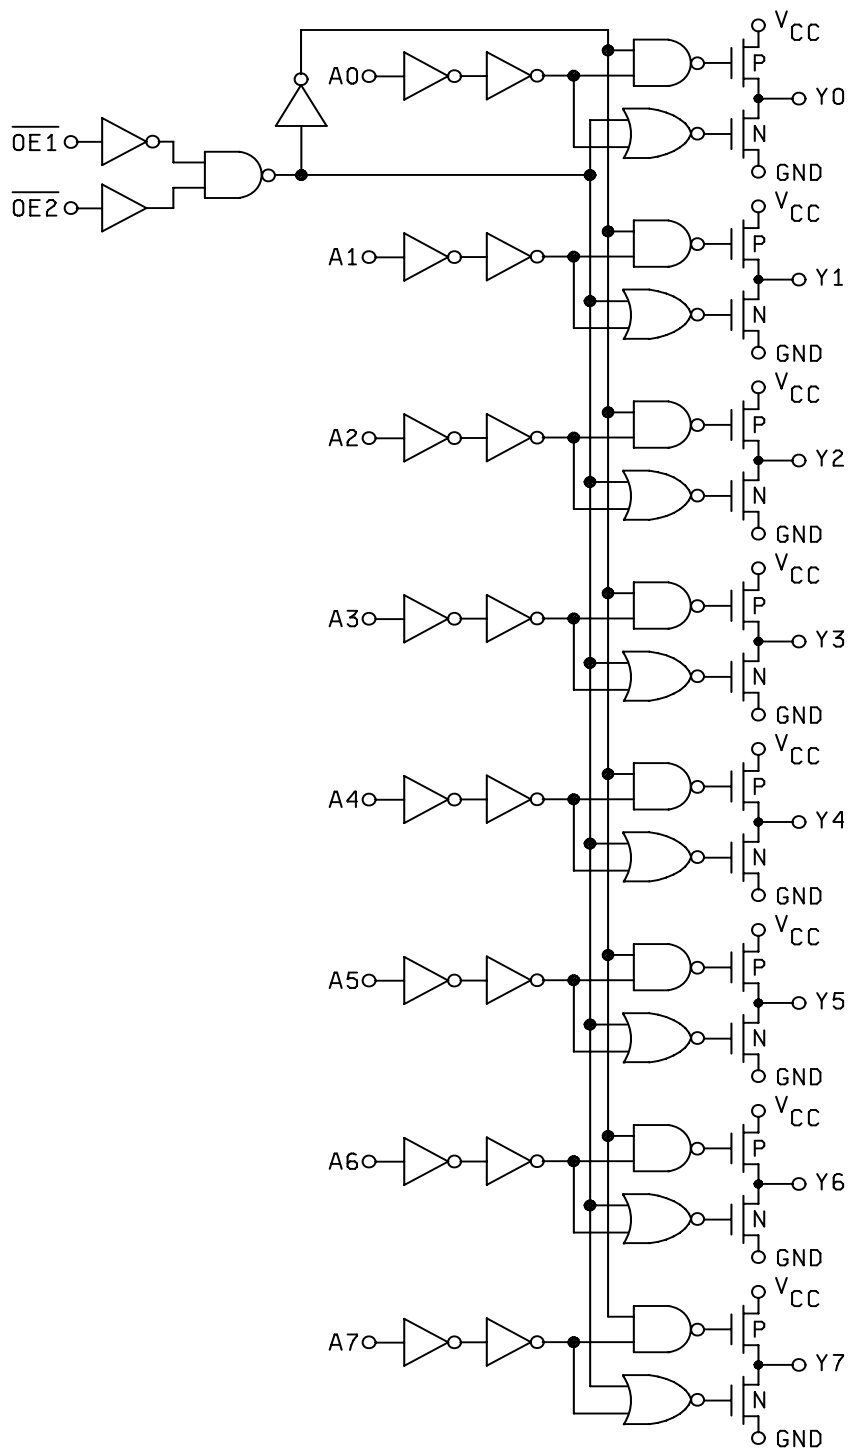 VCC
A0
P
Y0
OE1
N
GND
OE2
VCC
A1
P
Y1
N
GND
VCC
A2
P
Y2
N
GND
VCC
A3
P
Y3
N
GND
VCC
A4
P
Y4
N
GND
VCC
A5
P
Y5
N
GND
VCC
A6
P
Y6
N
GND
VCC
A7
P
Y7
N
GND